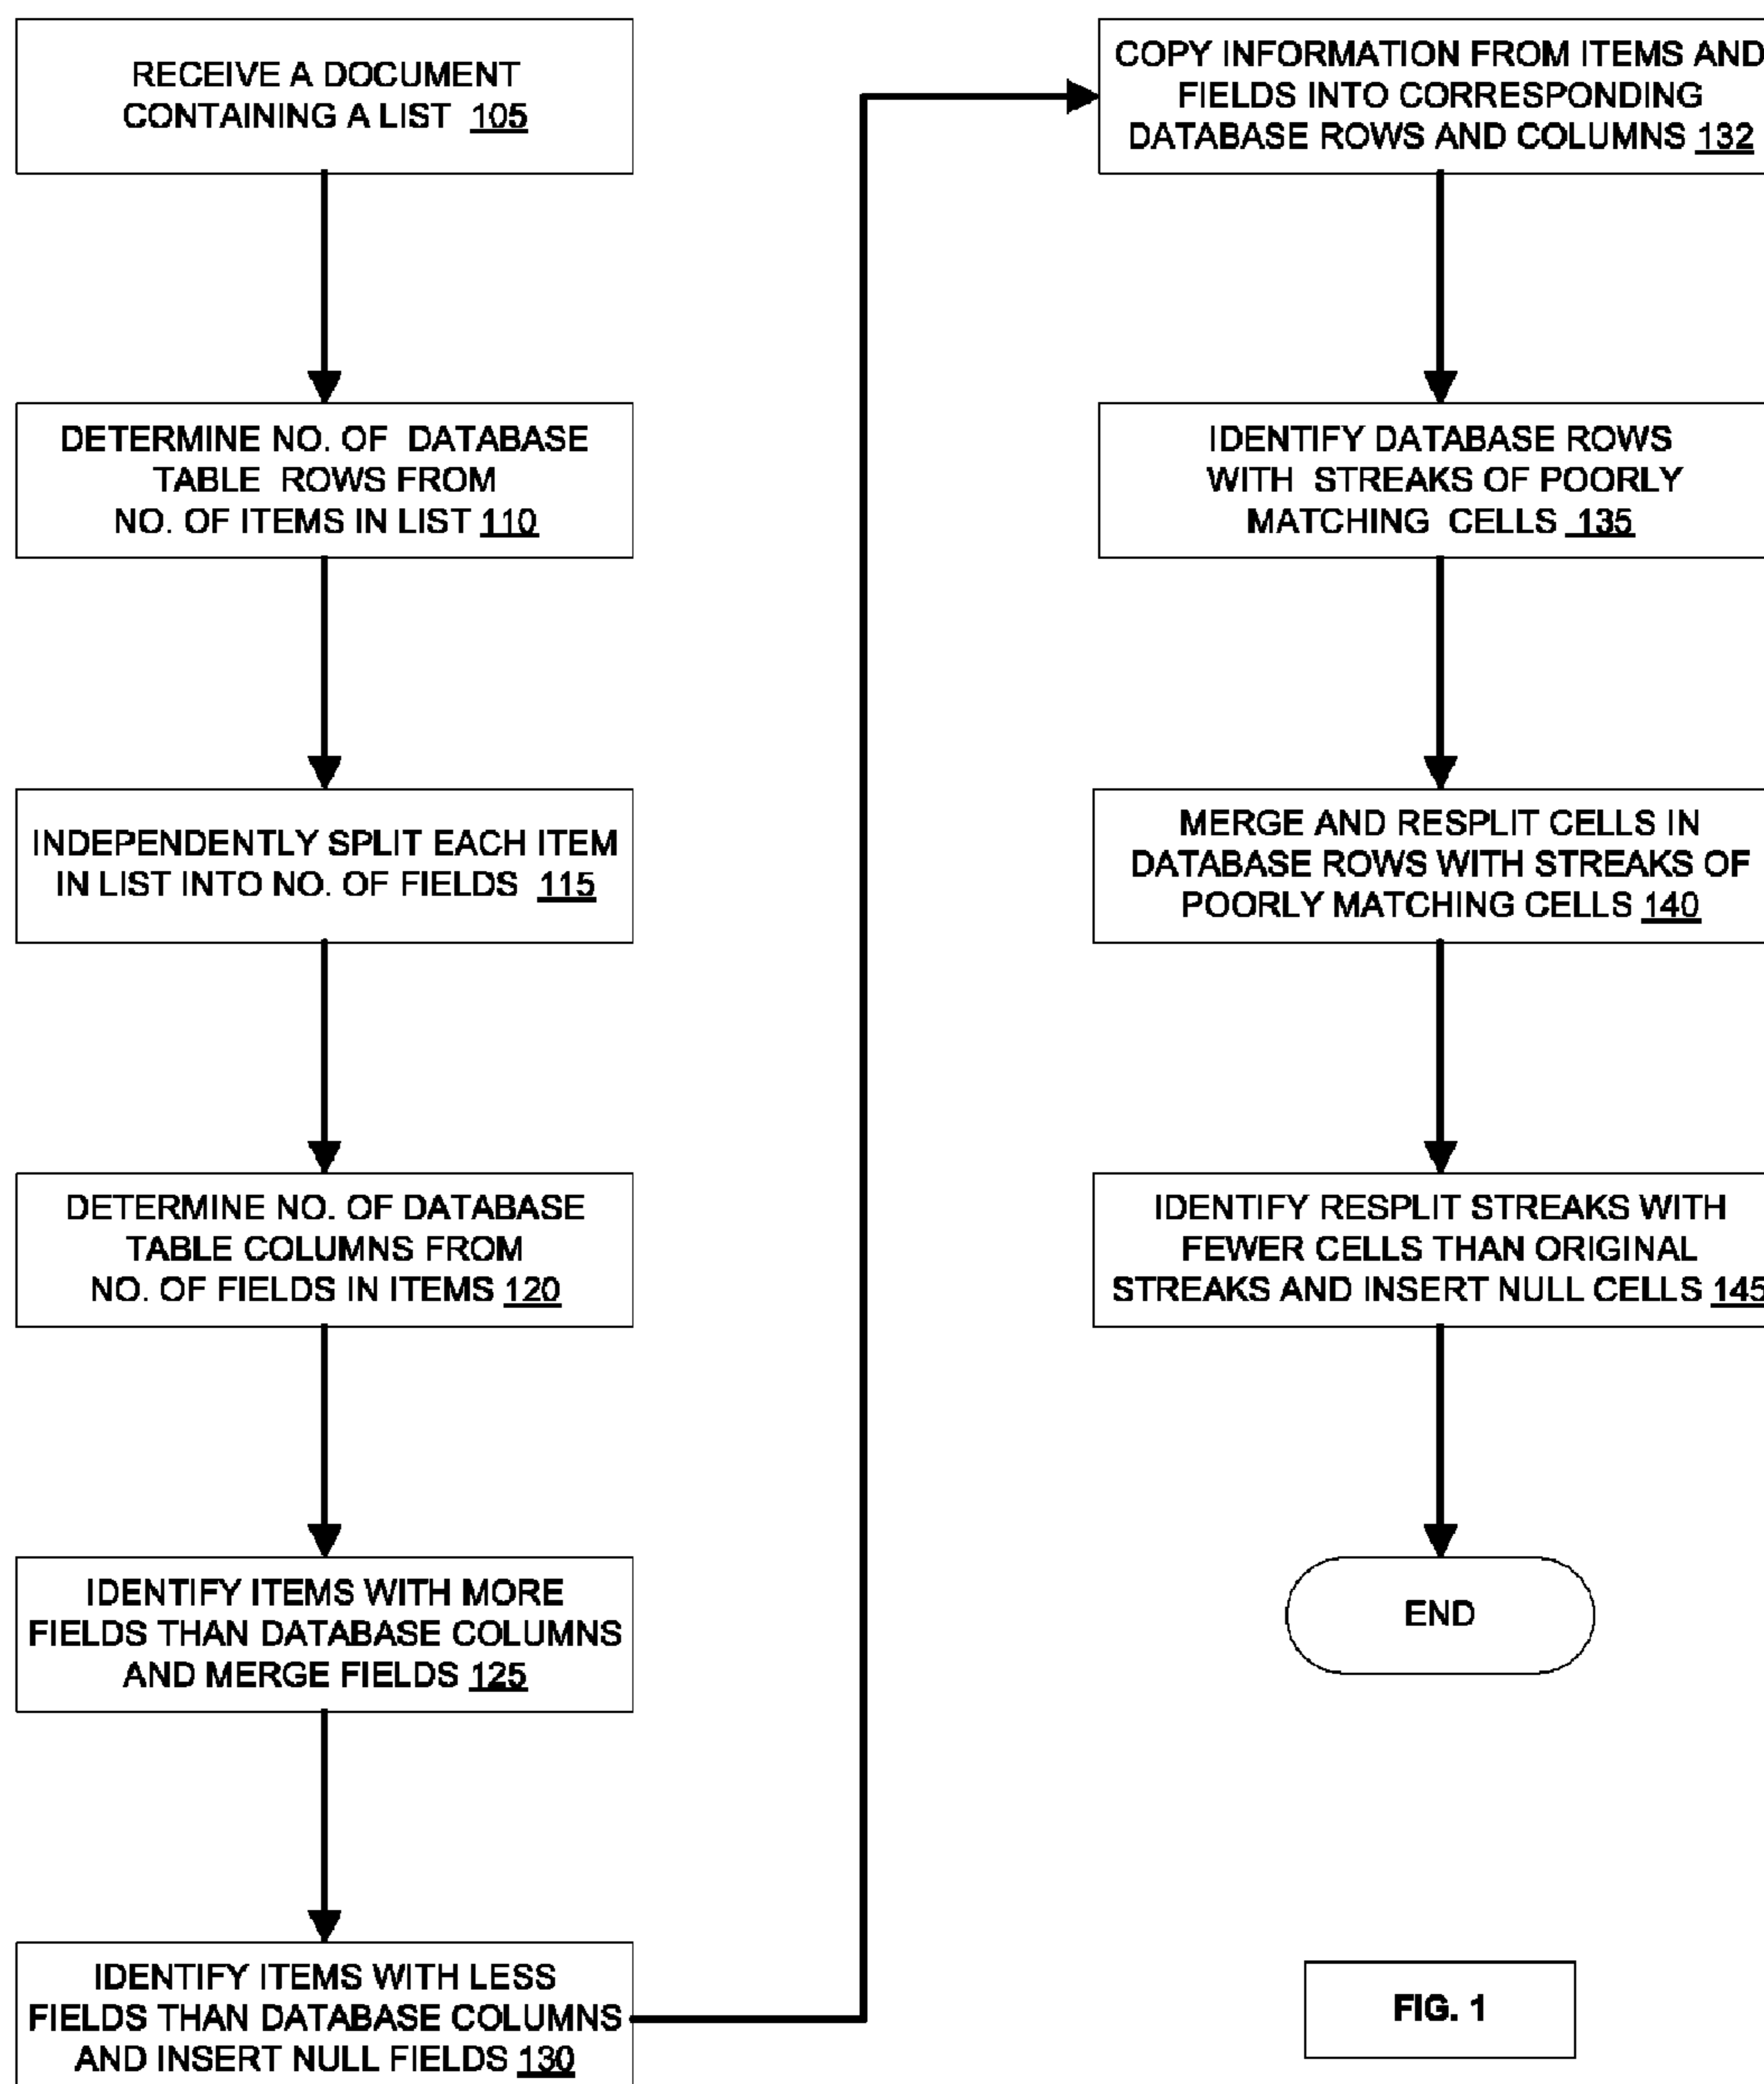 RECEIVE A DOCUMENT
CONTAINING A LIST 105
DETERMINE NO. OF DATABASE
TABLE ROWS FROM
NO. OF ITEMS IN LIST 110
INDEPENDENTLY SPLIT EACH ITEM
IN LIST INTO NO. OF FIELDS 115
DETERMINE NO. OF DATABASE
TABLE COLUMNS FROM
NO. OF FIELDS IN ITEMS 120
IDENTIFY ITEMS WITH MORE
FIELDS THAN DATABASE COLUMNS
AND MERGE FIELDS 125
IDENTIFY ITEMS WITH LESS
FIELDS THAN DATABASE COLUMNS
AND INSERT NULL FIELDS 130
COPY INFORMATION FROM ITEMS AND
FIELDS INTO CORRESPONDING
DATABASE ROWS AND COLUMNS 132
IDENTIFY DATABASE ROWS
WITH STREAKS OF POORLY
MATCHING CELLS 135
MERGE AND RESPLIT CELLS IN
DATABASE ROWS WITH STREAKS OF
POORLY MATCHING CELLS 140
IDENTIFY RESPLIT STREAKS WITH
FEWER CELLS THAN ORIGINAL
STREAKS AND INSERT NULL CELLS 145
END
FIG. 1